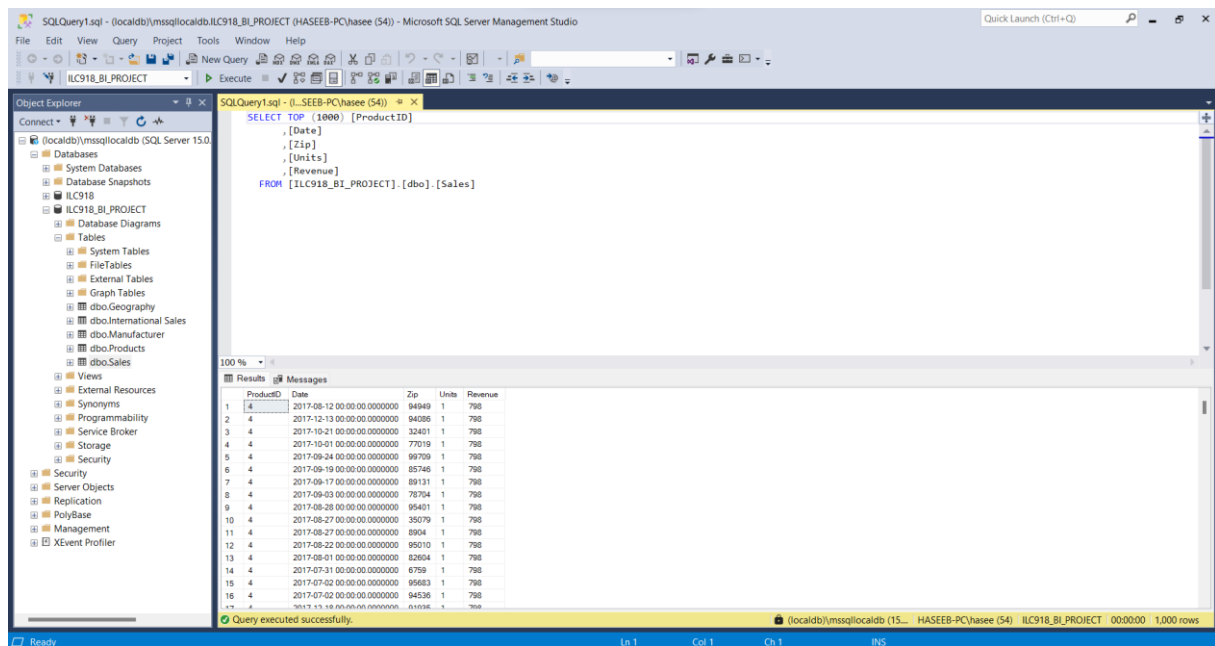 SQLQuery1.sql - (localdb)\mssqllocaldb.ILC918_BI_PROJECT (HASEEB-PC\hasee (54)) - Microsoft SQL Server Management Studio
Quick Launch (Ctrl+Q)
File Edit View Query Project Tools Window Help
New Query
ILC918_BI_PROJECT
Execute
Object Explorer
SQLQuery1.sql - (l...SEEB-PC\hasee (54))
Connect
(localdb)\mssqllocaldb (SQL Server 15.0.
Databases
System Databases
Database Snapshots
ILC918
ILC918_BI_PROJECT
Database Diagrams
Tables
System Tables
FileTables
External Tables
Graph Tables
dbo.Geography
dbo.International Sales
dbo.Manufacturer
dbo.Products
dbo.Sales
Views
External Resources
Synonyms
Programmability
Service Broker
Storage
Security
Security
Server Objects
Replication
PolyBase
Management
XEvent Profiler
SELECT TOP (1000) [ProductID]
,[Date]
,[Zip]
,[Units]
,[Revenue]
FROM [ILC918_BI_PROJECT].[dbo].[Sales]
100 %
Results Messages
ProductID Date Zip Units Revenue
1 4 2017-08-12 00:00:00.0000000 94949 1 798
2 4 2017-12-13 00:00:00.0000000 94086 1 798
3 4 2017-10-21 00:00:00.0000000 32401 1 798
4 4 2017-10-01 00:00:00.0000000 77019 1 798
5 4 2017-09-24 00:00:00.0000000 99709 1 798
6 4 2017-09-19 00:00:00.0000000 85746 1 798
7 4 2017-09-17 00:00:00.0000000 89131 1 798
8 4 2017-09-03 00:00:00.0000000 78704 1 798
9 4 2017-08-28 00:00:00.0000000 95401 1 798
10 4 2017-08-27 00:00:00.0000000 35079 1 798
11 4 2017-08-27 00:00:00.0000000 8904 1 798
12 4 2017-08-22 00:00:00.0000000 95010 1 798
13 4 2017-08-01 00:00:00.0000000 82604 1 798
14 4 2017-07-31 00:00:00.0000000 6759 1 798
15 4 2017-07-02 00:00:00.0000000 95683 1 798
16 4 2017-07-02 00:00:00.0000000 94536 1 798
Query executed successfully.
(localdb)\mssqllocaldb (15... HASEEB-PC\hasee (54) ILC918_BI_PROJECT 00:00:00 1,000 rows
Ready Ln 1 Col 1 Ch 1 INS